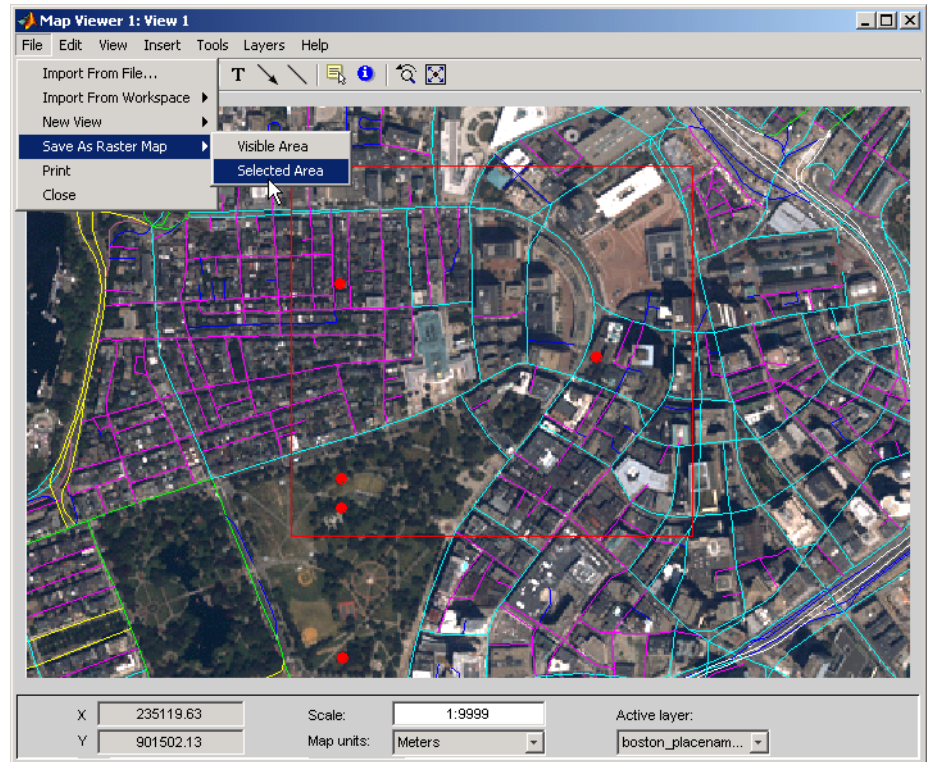 Map Viewer 1: View 1
File Edit View Insert Tools Layers Help
T
Import From File...
Import From Workspace
New View
Save As Raster Map
Print
Close
Visible Area
Selected Area
X 235119.63 Scale: 1:9999 Active layer:
Y 901502.13 Map units: Meters boston_placenam...